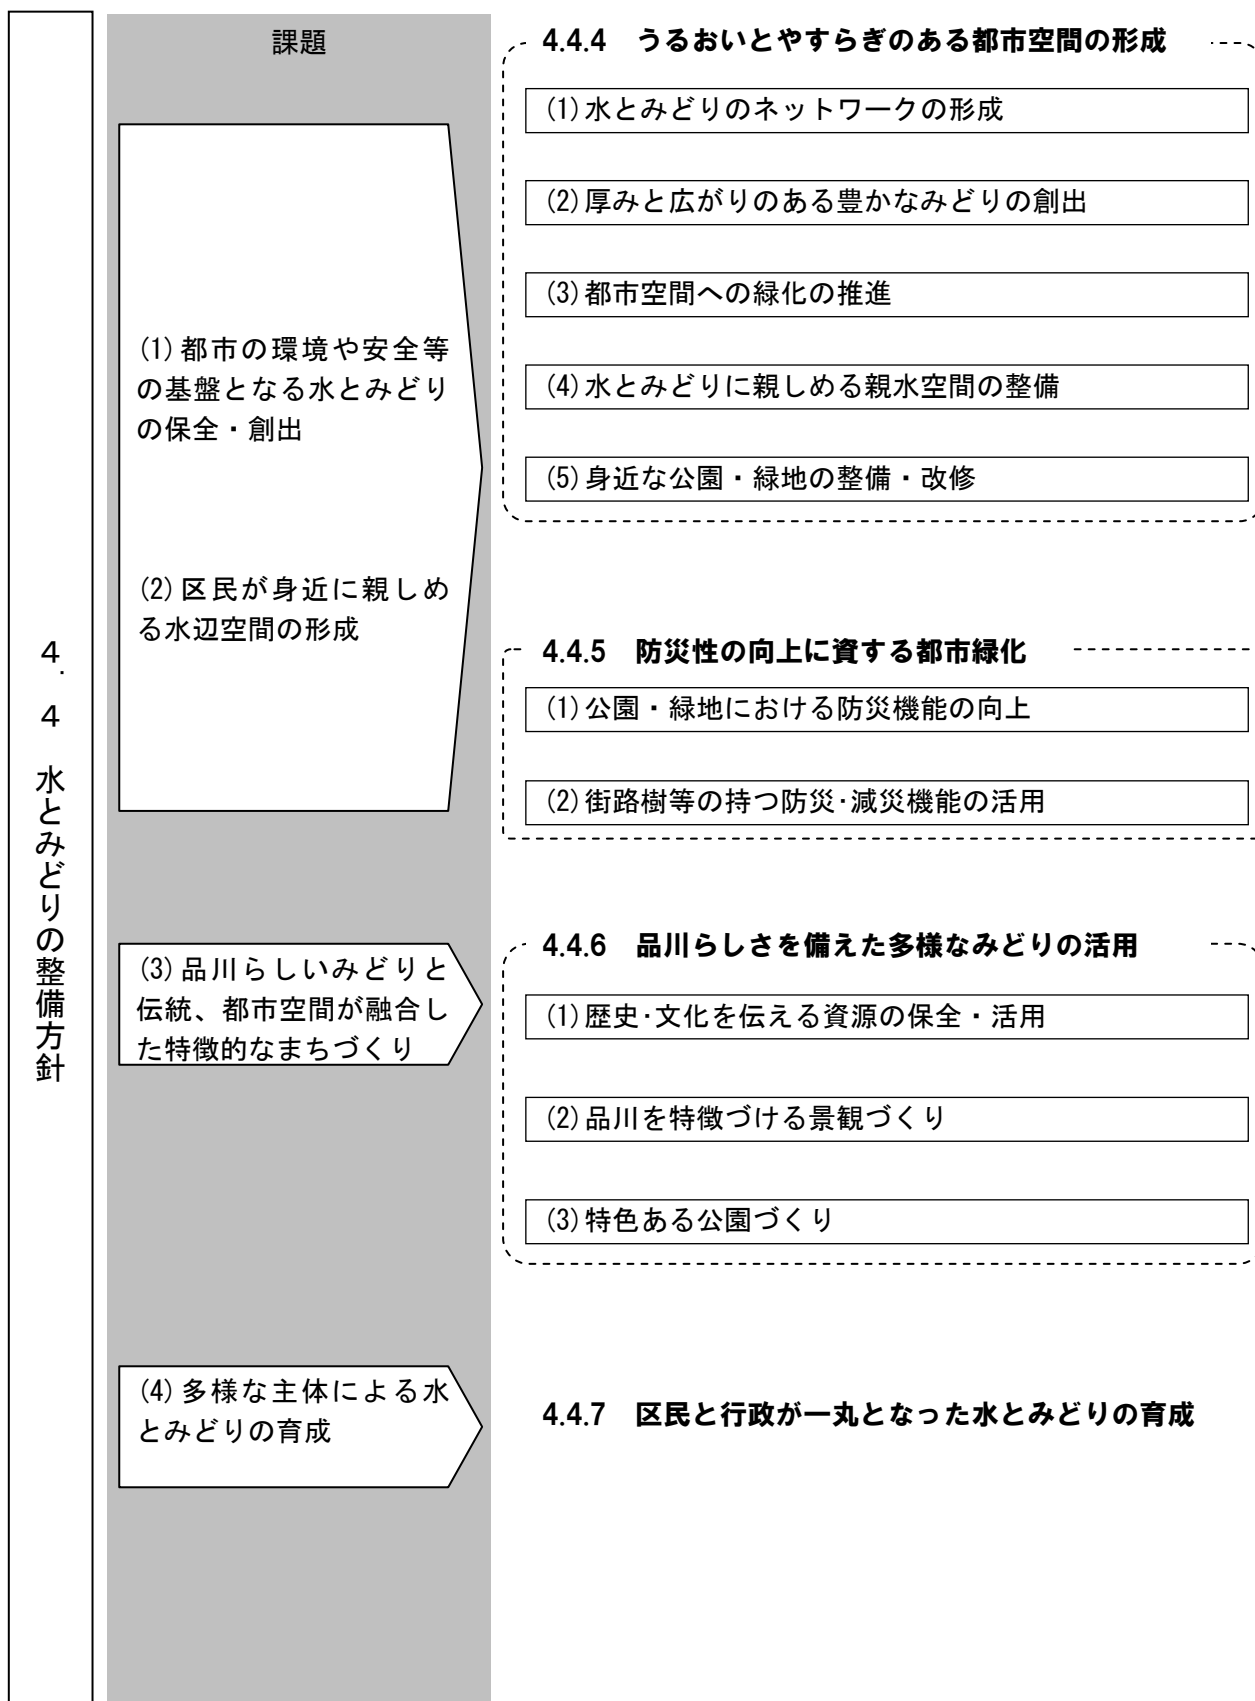 4.4 水とみどりの整備方針
課題
(1)都市の環境や安全等
の基盤となる水とみどり
の保全・創出
(2)区民が身近に親しめ
る水辺空間の形成
(3)品川らしいみどりと
伝統、都市空間が融合し
た特徴的なまちづくり
(4)多様な主体による水
とみどりの育成
4.4.4 うるおいとやすらぎのある都市空間の形成
(1)水とみどりのネットワークの形成
(2)厚みと広がりのある豊かなみどりの創出
(3)都市空間への緑化の推進
(4)水とみどりに親しめる親水空間の整備
(5)身近な公園・緑地の整備・改修
4.4.5 防災性の向上に資する都市緑化
(1)公園・緑地における防災機能の向上
(2)街路樹等の持つ防災・減災機能の活用
4.4.6 品川らしさを備えた多様なみどりの活用
(1)歴史・文化を伝える資源の保全・活用
(2)品川を特徴づける景観づくり
(3)特色ある公園づくり
4.4.7 区民と行政が一丸となった水とみどりの育成